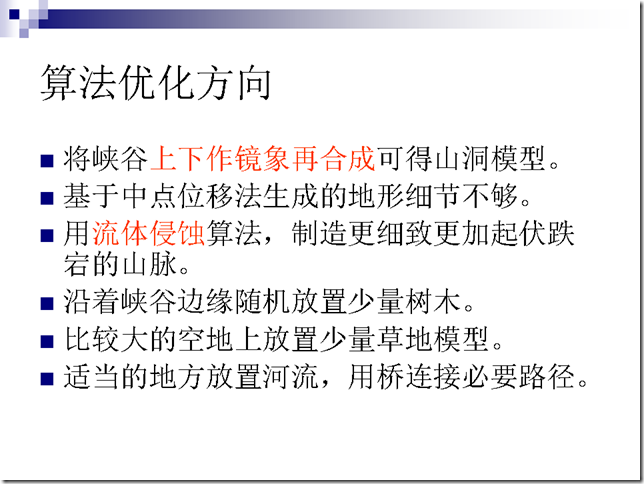 算法优化方向
将峡谷上下作镜象再合成可得山洞模型。
基于中点位移法生成的地形细节不够。
用流体侵蚀算法，制造更细致更加起伏跌
宕的山脉。
沿着峡谷边缘随机放置少量树木。
比较大的空地上放置少量草地模型。
适当的地方放置河流，用桥连接必要路径。